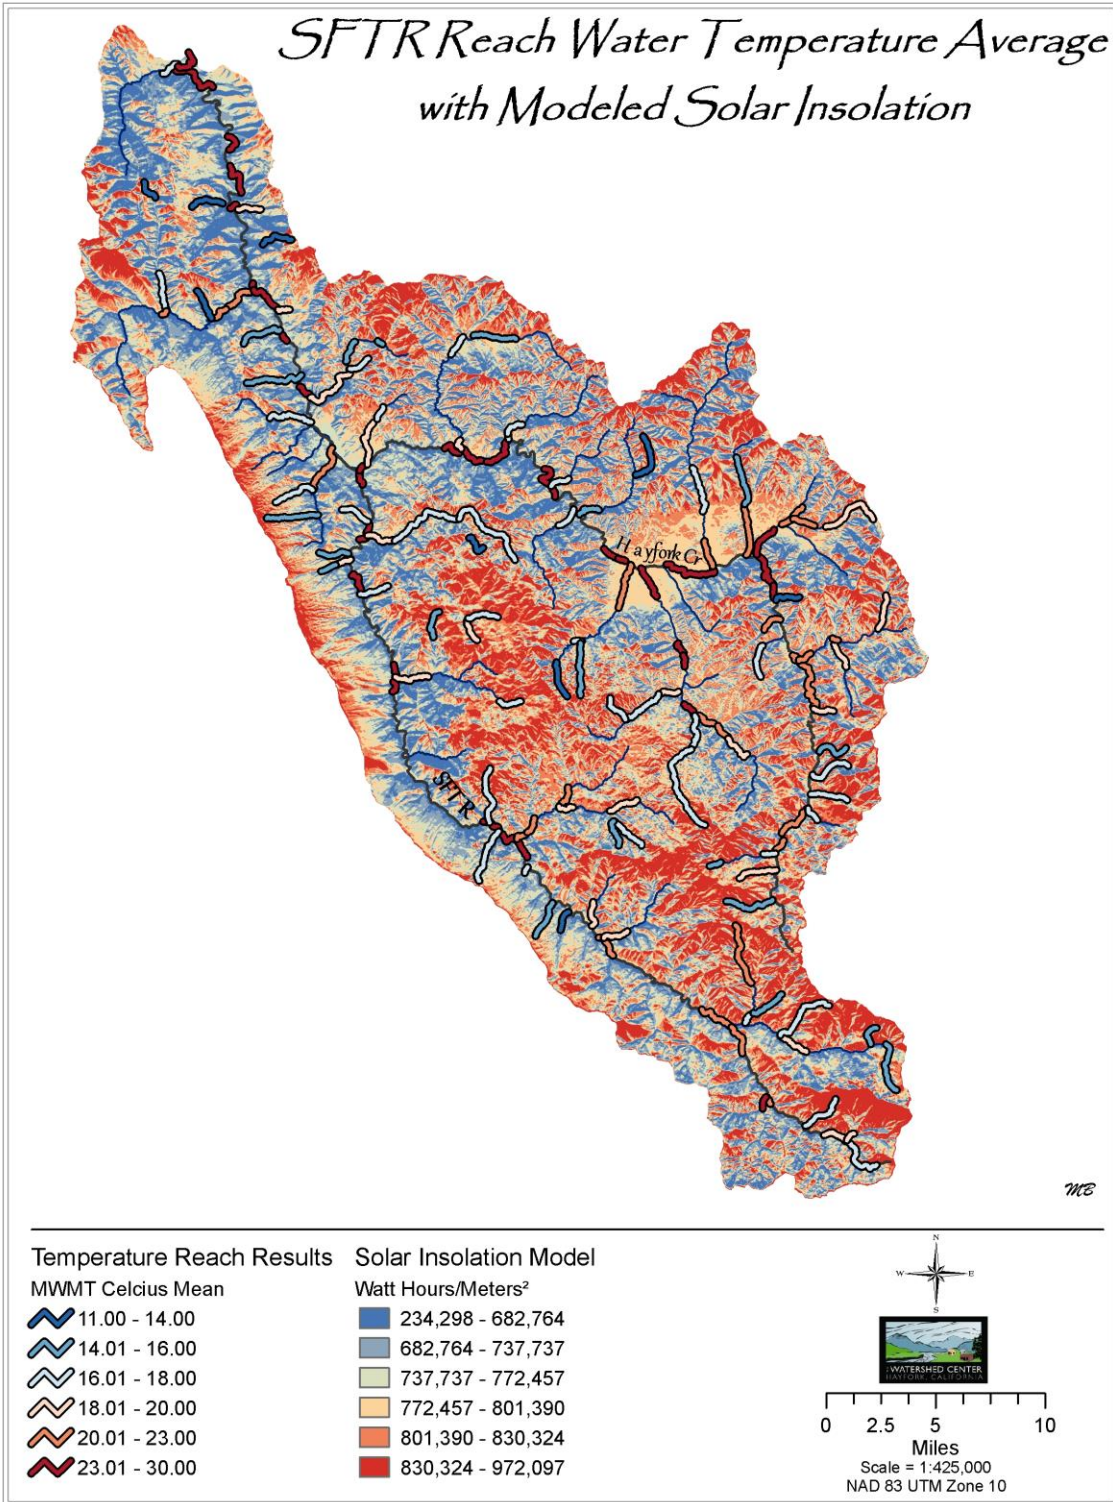 SFTR Reach Water Temperature Average
with Modeled Solar Insolation
Hayfork Cr
SFTR
MB
Temperature Reach Results
MWMT Celcius Mean
11.00 - 14.00
14.01 - 16.00
16.01 - 18.00
18.01 - 20.00
20.01 - 23.00
23.01 - 30.00
Solar Insolation Model
Watt Hours/Meters²
234,298 - 682,764
682,764 - 737,737
737,737 - 772,457
772,457 - 801,390
801,390 - 830,324
830,324 - 972,097
N
W E
S
WATERSHED CENTER
HAYFORK, CALIFORNIA
0 2.5 5 10
Miles
Scale = 1:425,000
NAD 83 UTM Zone 10